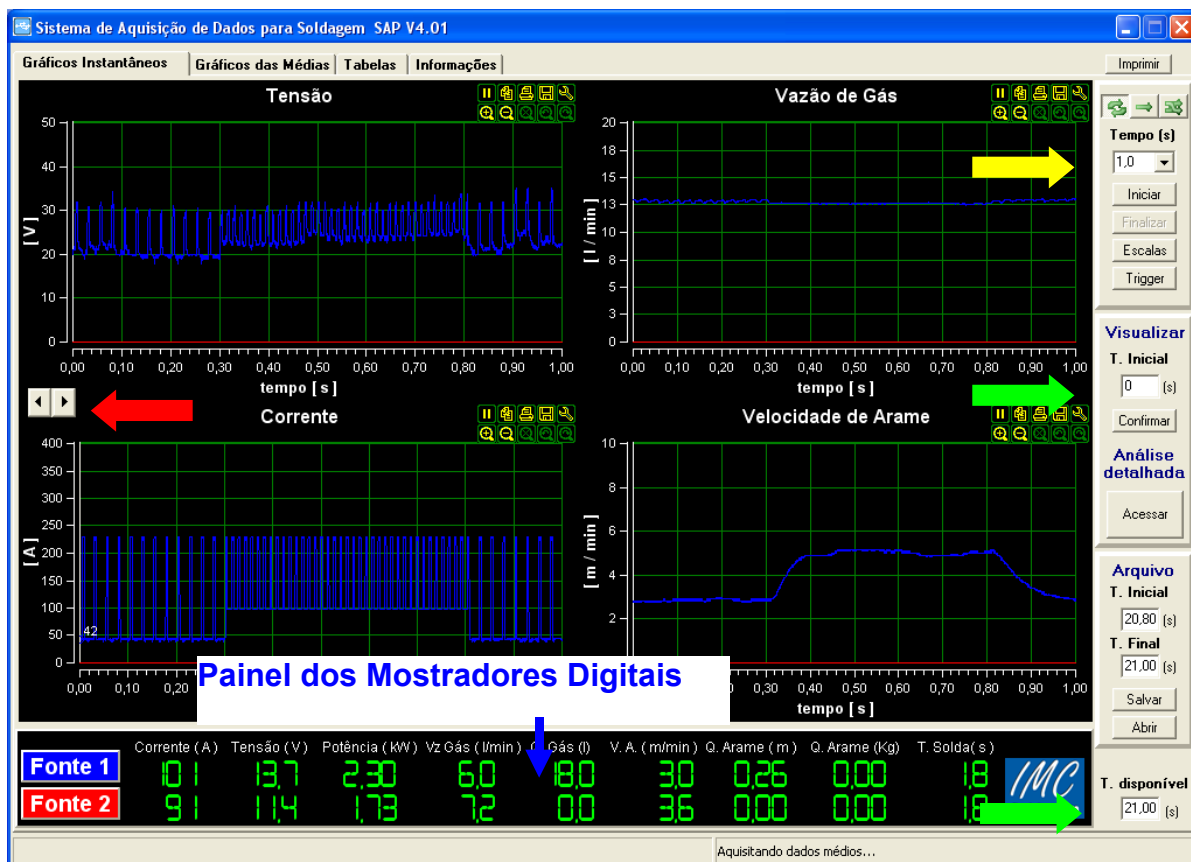 Sistema de Aquisição de Dados para Soldagem SAP V4.01
Gráficos Instantâneos Gráficos das Médias Tabelas Informações Imprimir
Tensão
50
40
30
20
10
0
[ V ]
0,00 0,10 0,20 0,30 0,40 0,50 0,60 0,70 0,80 0,90 1,00
tempo [ s ]
Vazão de Gás
20
18
15
13
10
8
5
3
0
[ l / min ]
0,00 0,10 0,20 0,30 0,40 0,50 0,60 0,70 0,80 0,90 1,00
tempo [ s ]
Corrente
400
350
300
250
200
150
100
50
0
[ A ]
42
0,00 0,10 0,20
Velocidade de Arame
10
8
6
4
2
[ m / min ]
0,30 0,40 0,50 0,60 0,70 0,80 0,90 1,00
tempo [ s ]
Painel dos Mostradores Digitais
Tempo (s)
1,0
Iniciar
Finalizar
Escalas
Trigger
Visualizar
T. Inicial
0 (s)
Confirmar
Análise
detalhada
Acessar
Arquivo
T. Inicial
20,80 (s)
T. Final
21,00 (s)
Salvar
Abrir
T. disponível
21,00 (s)
Corrente ( A ) Tensão ( V ) Potência ( kW ) Vz Gás ( l/min ) Gás (l) V. A. ( m/min ) Q. Arame ( m ) Q. Arame (Kg) T. Solda( s )
Fonte 1 101 13,7 2,30 6,0 18,0 3,0 0,26 0,00 1,8
Fonte 2 91 11,4 1,73 7,2 0,0 3,6 0,00 0,00 1,8
IMC
Aquisitando dados médios...